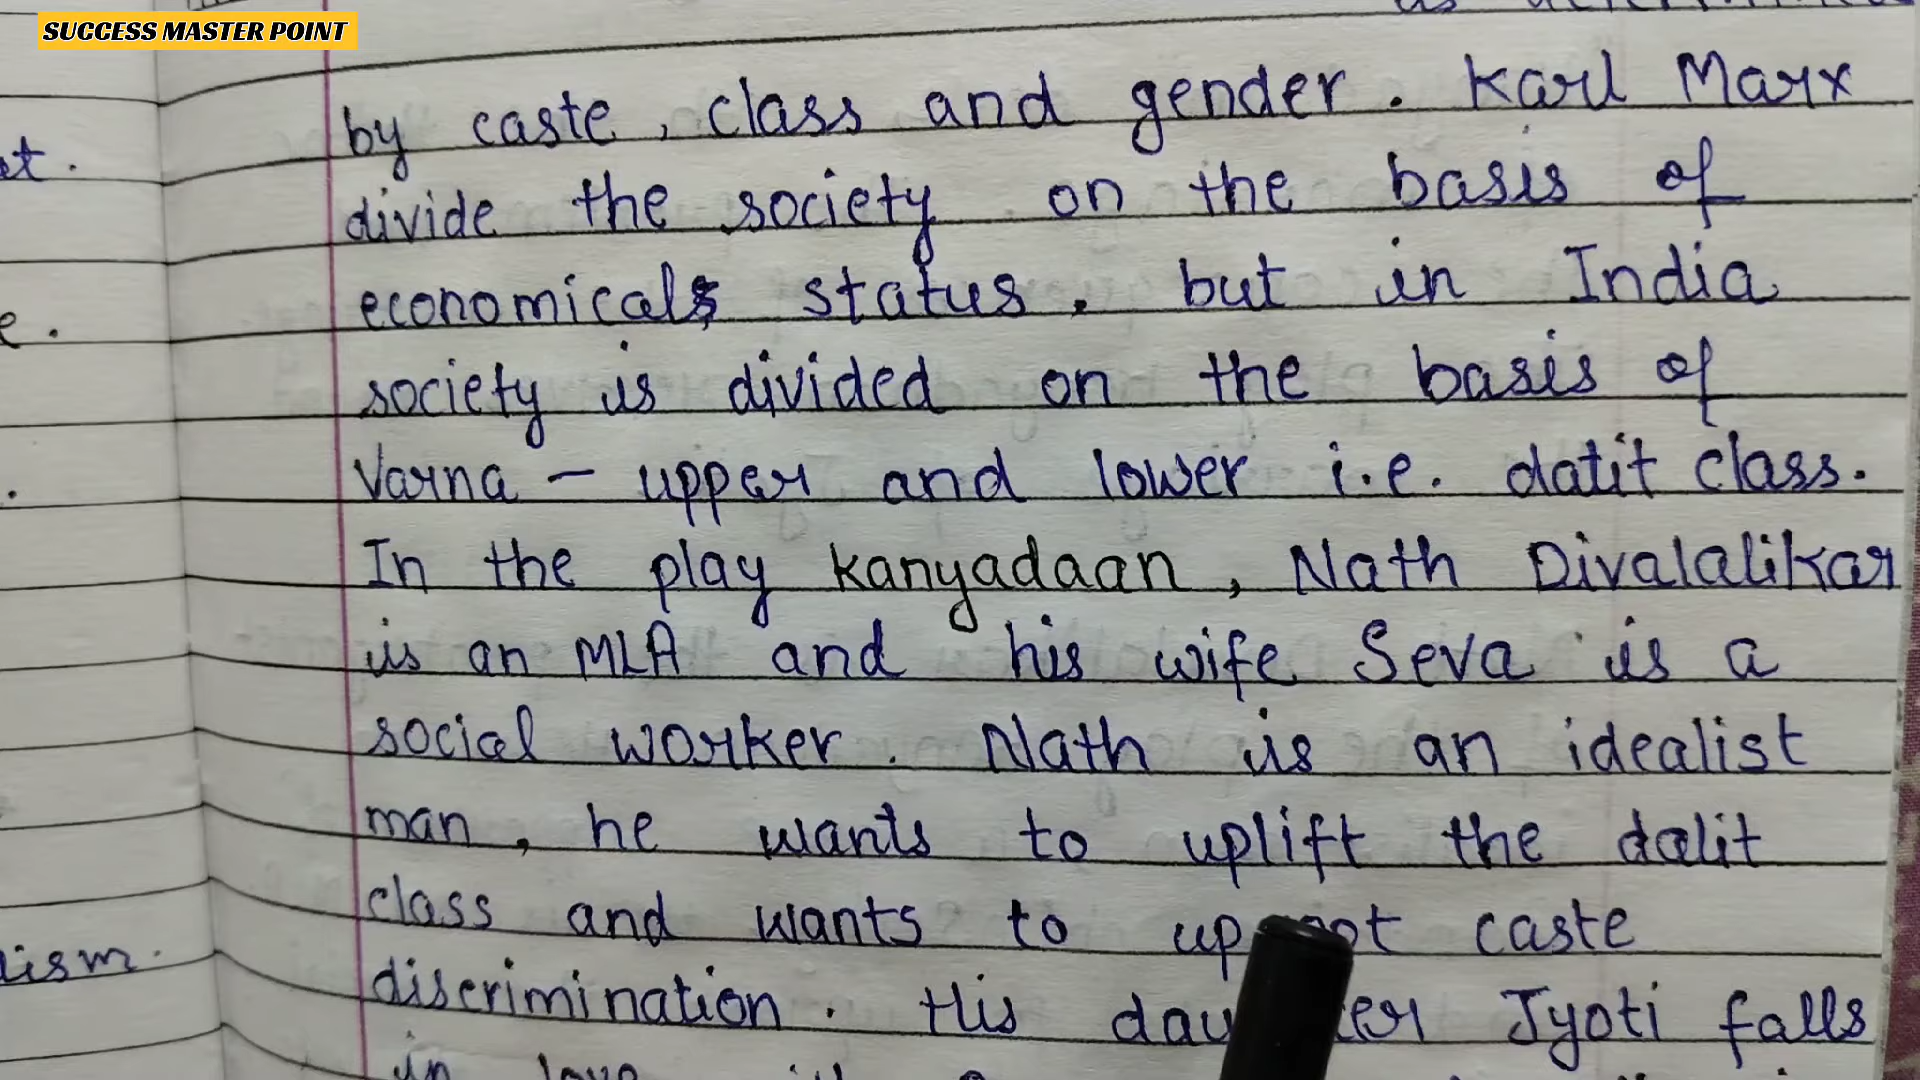 SUCCESS MASTER POINT
by caste, class and gender. Karl Marx
divide the society on the basis of
economical status, but in India
society is divided on the basis of
Varna - upper and lower i.e. datit class.
In the play kanyadaan, Nath Divalalikar
is an MLA and his wife Seva is a
social worker. Nath is an idealist
man, he wants to uplift the dalit
class and wants to caste
discrimination. His Jyoti falls
in